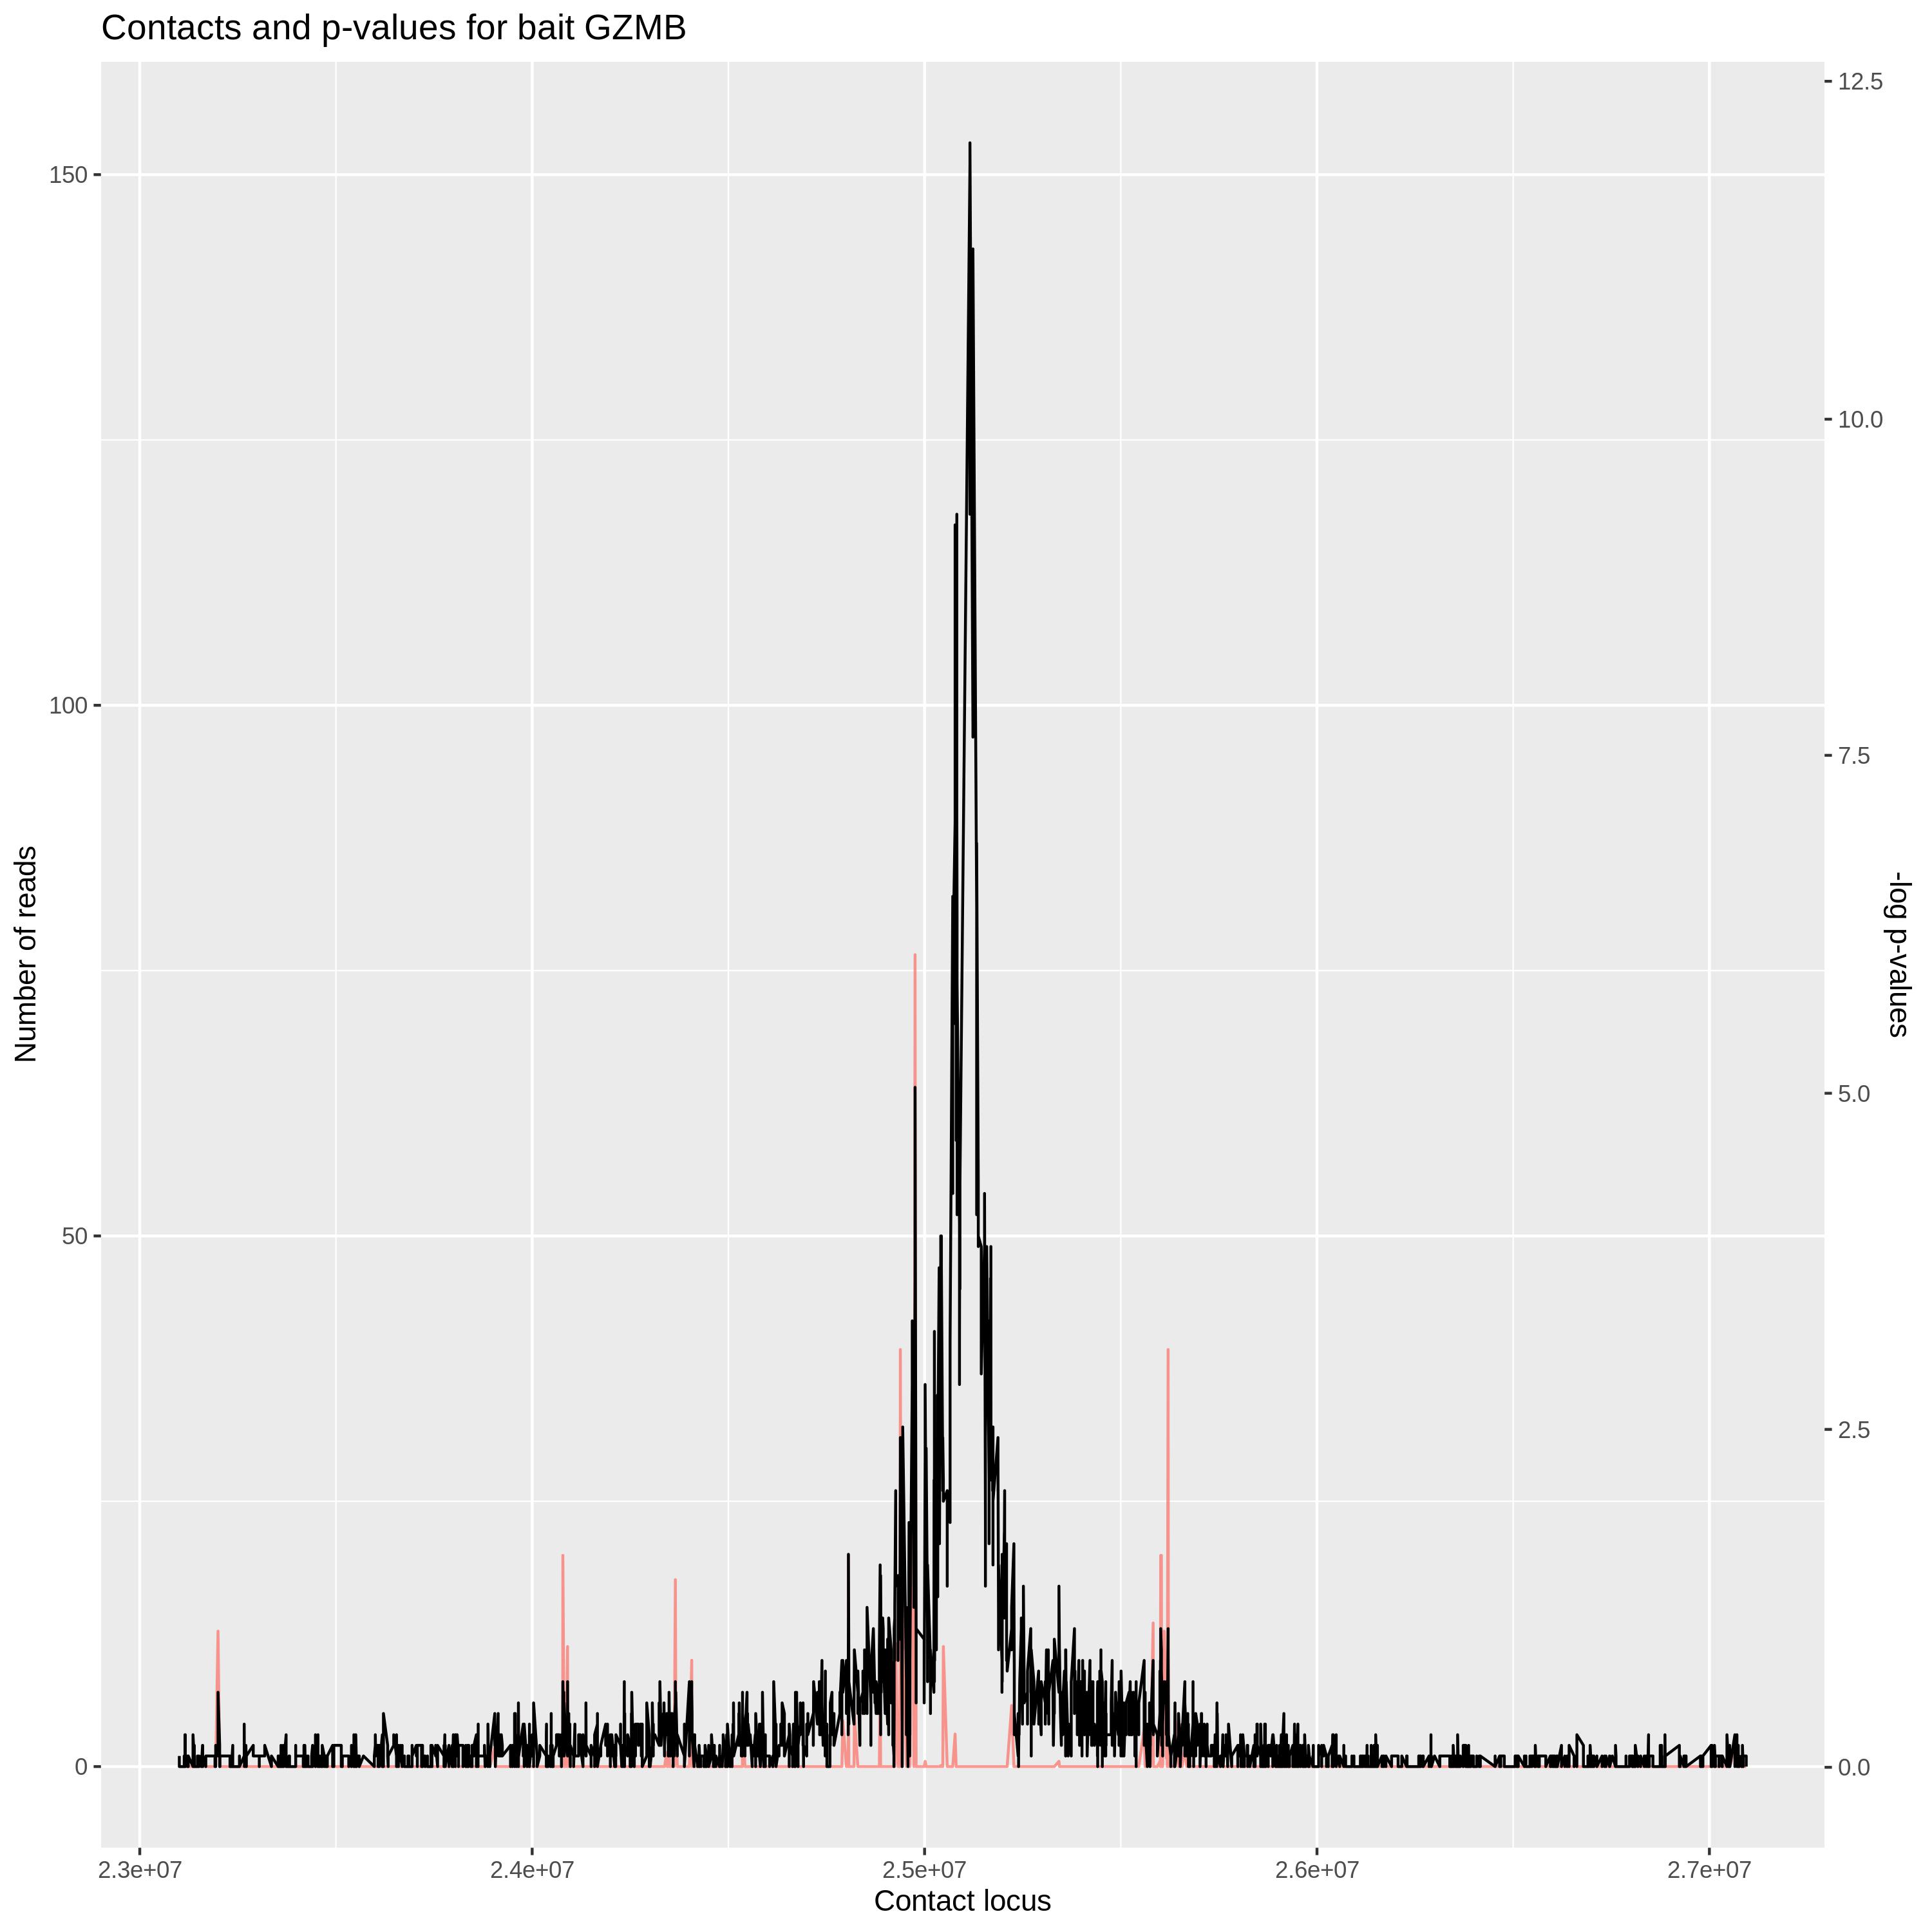 Contacts and p-values for bait GZMB
Number of reads
150
100
50
0
12.5
10.0
7.5
5.0
2.5
0.0
-log p-values
2.3e+07
2.4e+07
2.5e+07
2.6e+07
2.7e+07
Contact locus